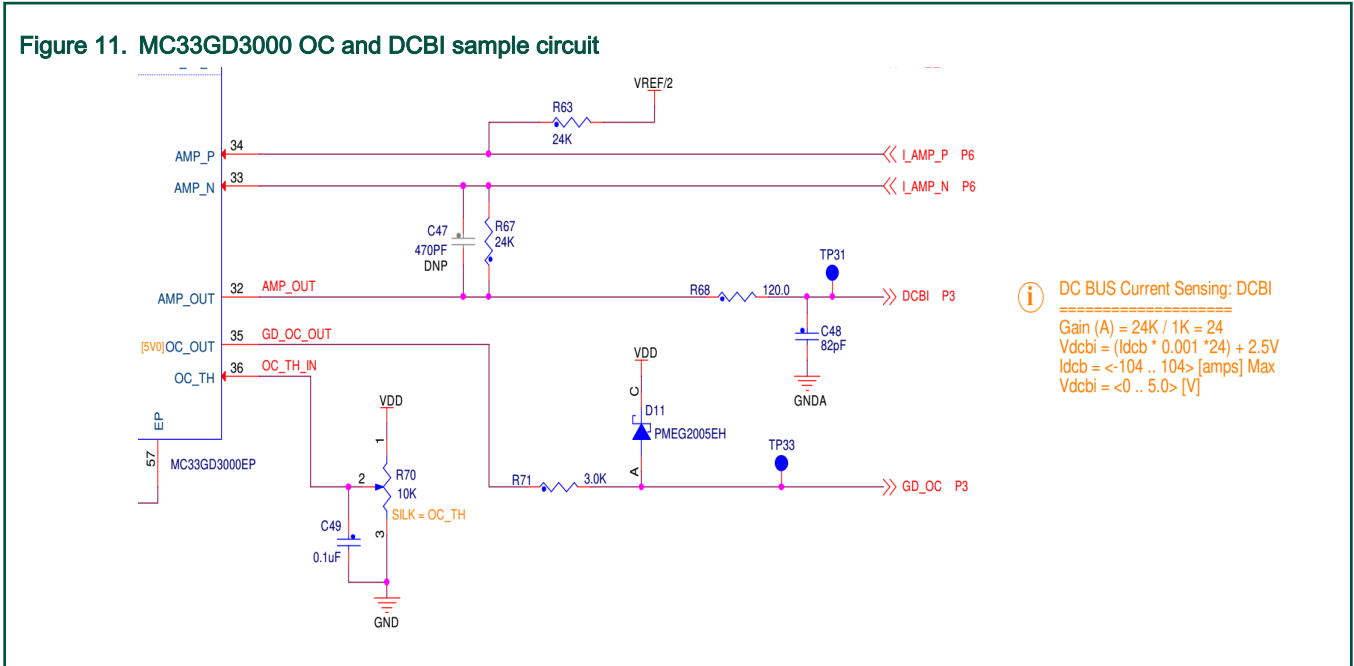 Figure 11. MC33GD3000 OC and DCBI sample circuit
VREF/2
R63
24K
AMP_P
34
I_AMP_P P6
AMP_N
33
I_AMP_N P6
C47
470PF
DNP
R67
24K
TP31
AMP_OUT
32
AMP_OUT
R68
120.0
DCBI P3
C48
82pF
GNDA
DC BUS Current Sensing: DCBI
====================
Gain (A) = 24K / 1K = 24
Vdcbi = (Idcb * 0.001 *24) + 2.5V
Idcb = <-104 .. 104> [amps] Max
Vdcbi = <0 .. 5.0> [V]
i
[5V0] OC_OUT
35
GD_OC_OUT
OC_TH
36
OC_TH_IN
VDD
C
D11
PMEG2005EH
A
VDD
1
2
R70
10K
SILK = OC_TH
3
EP
57
MC33GD3000EP
R71
3.0K
TP33
GD_OC P3
C49
0.1uF
GND